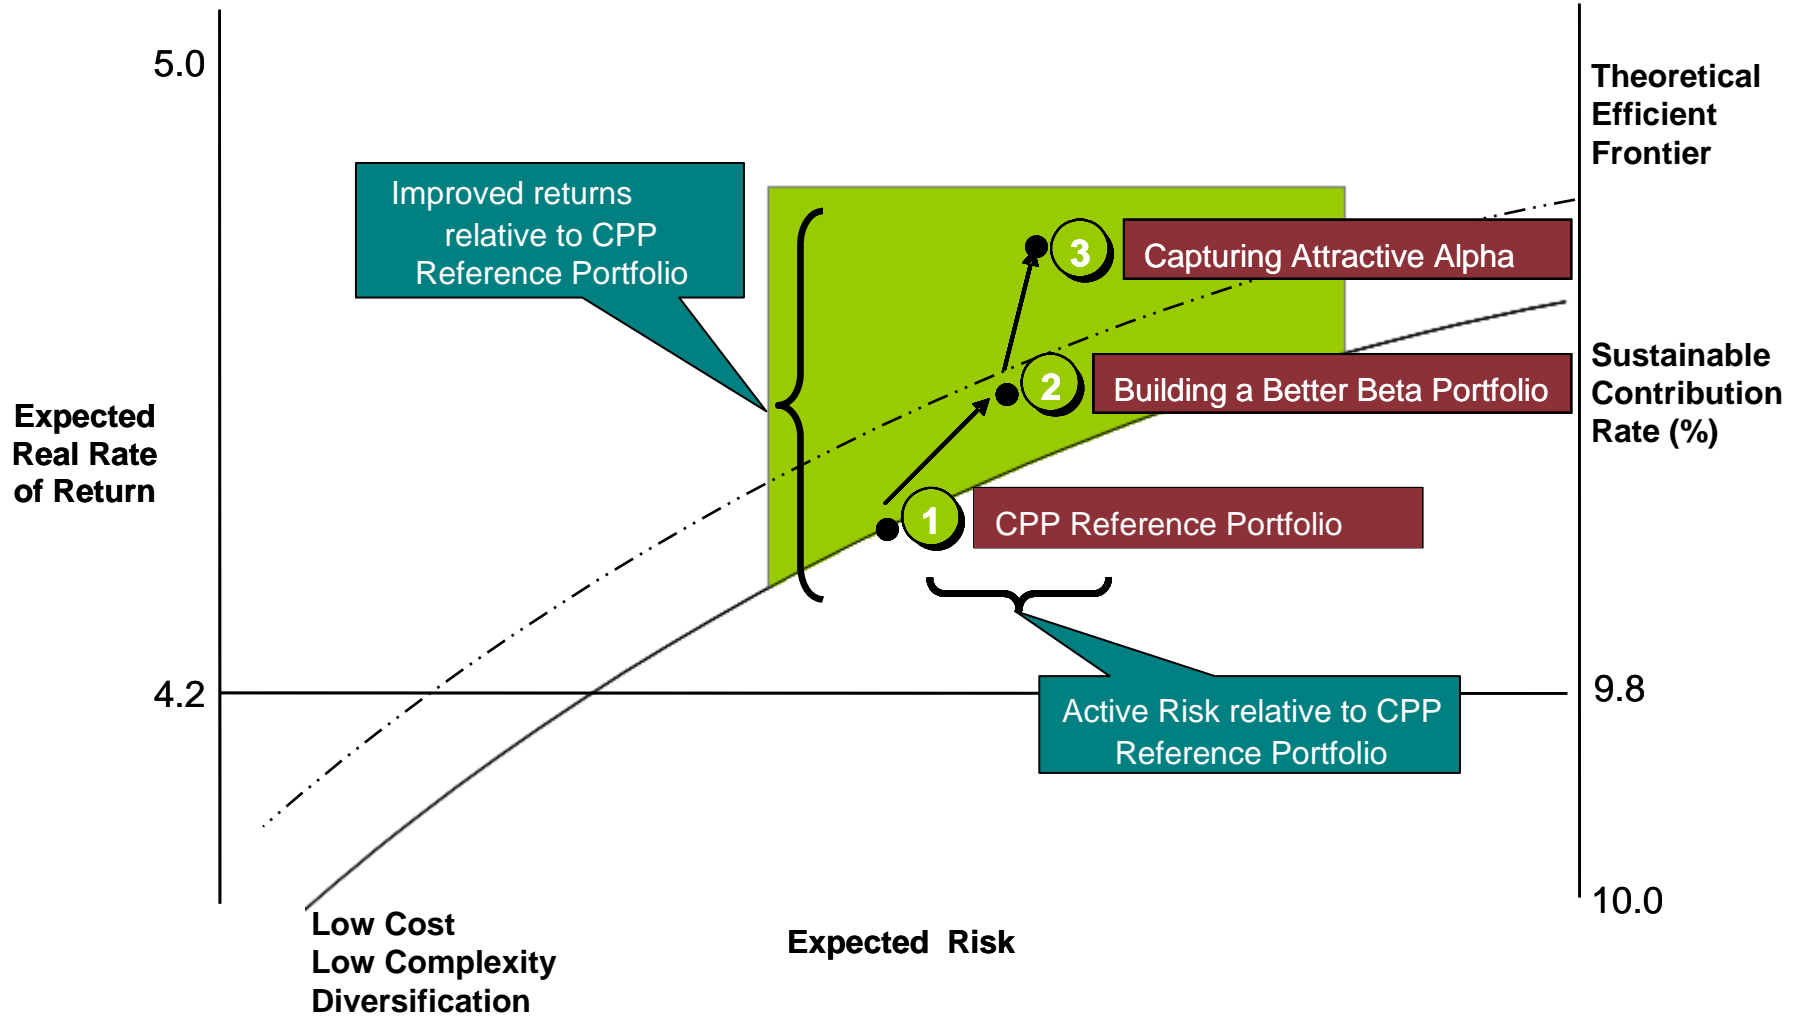 5.0
Theoretical
Efficient
Frontier
Improved returns
relative to CPP
Reference Portfolio
3
Capturing Attractive Alpha
Sustainable
Contribution
Rate (%)
2
Building a Better Beta Portfolio
Expected
Real Rate
of Return
1
CPP Reference Portfolio
4.2
9.8
Active Risk relative to CPP
Reference Portfolio
10.0
Low Cost
Low Complexity
Diversification
Expected Risk